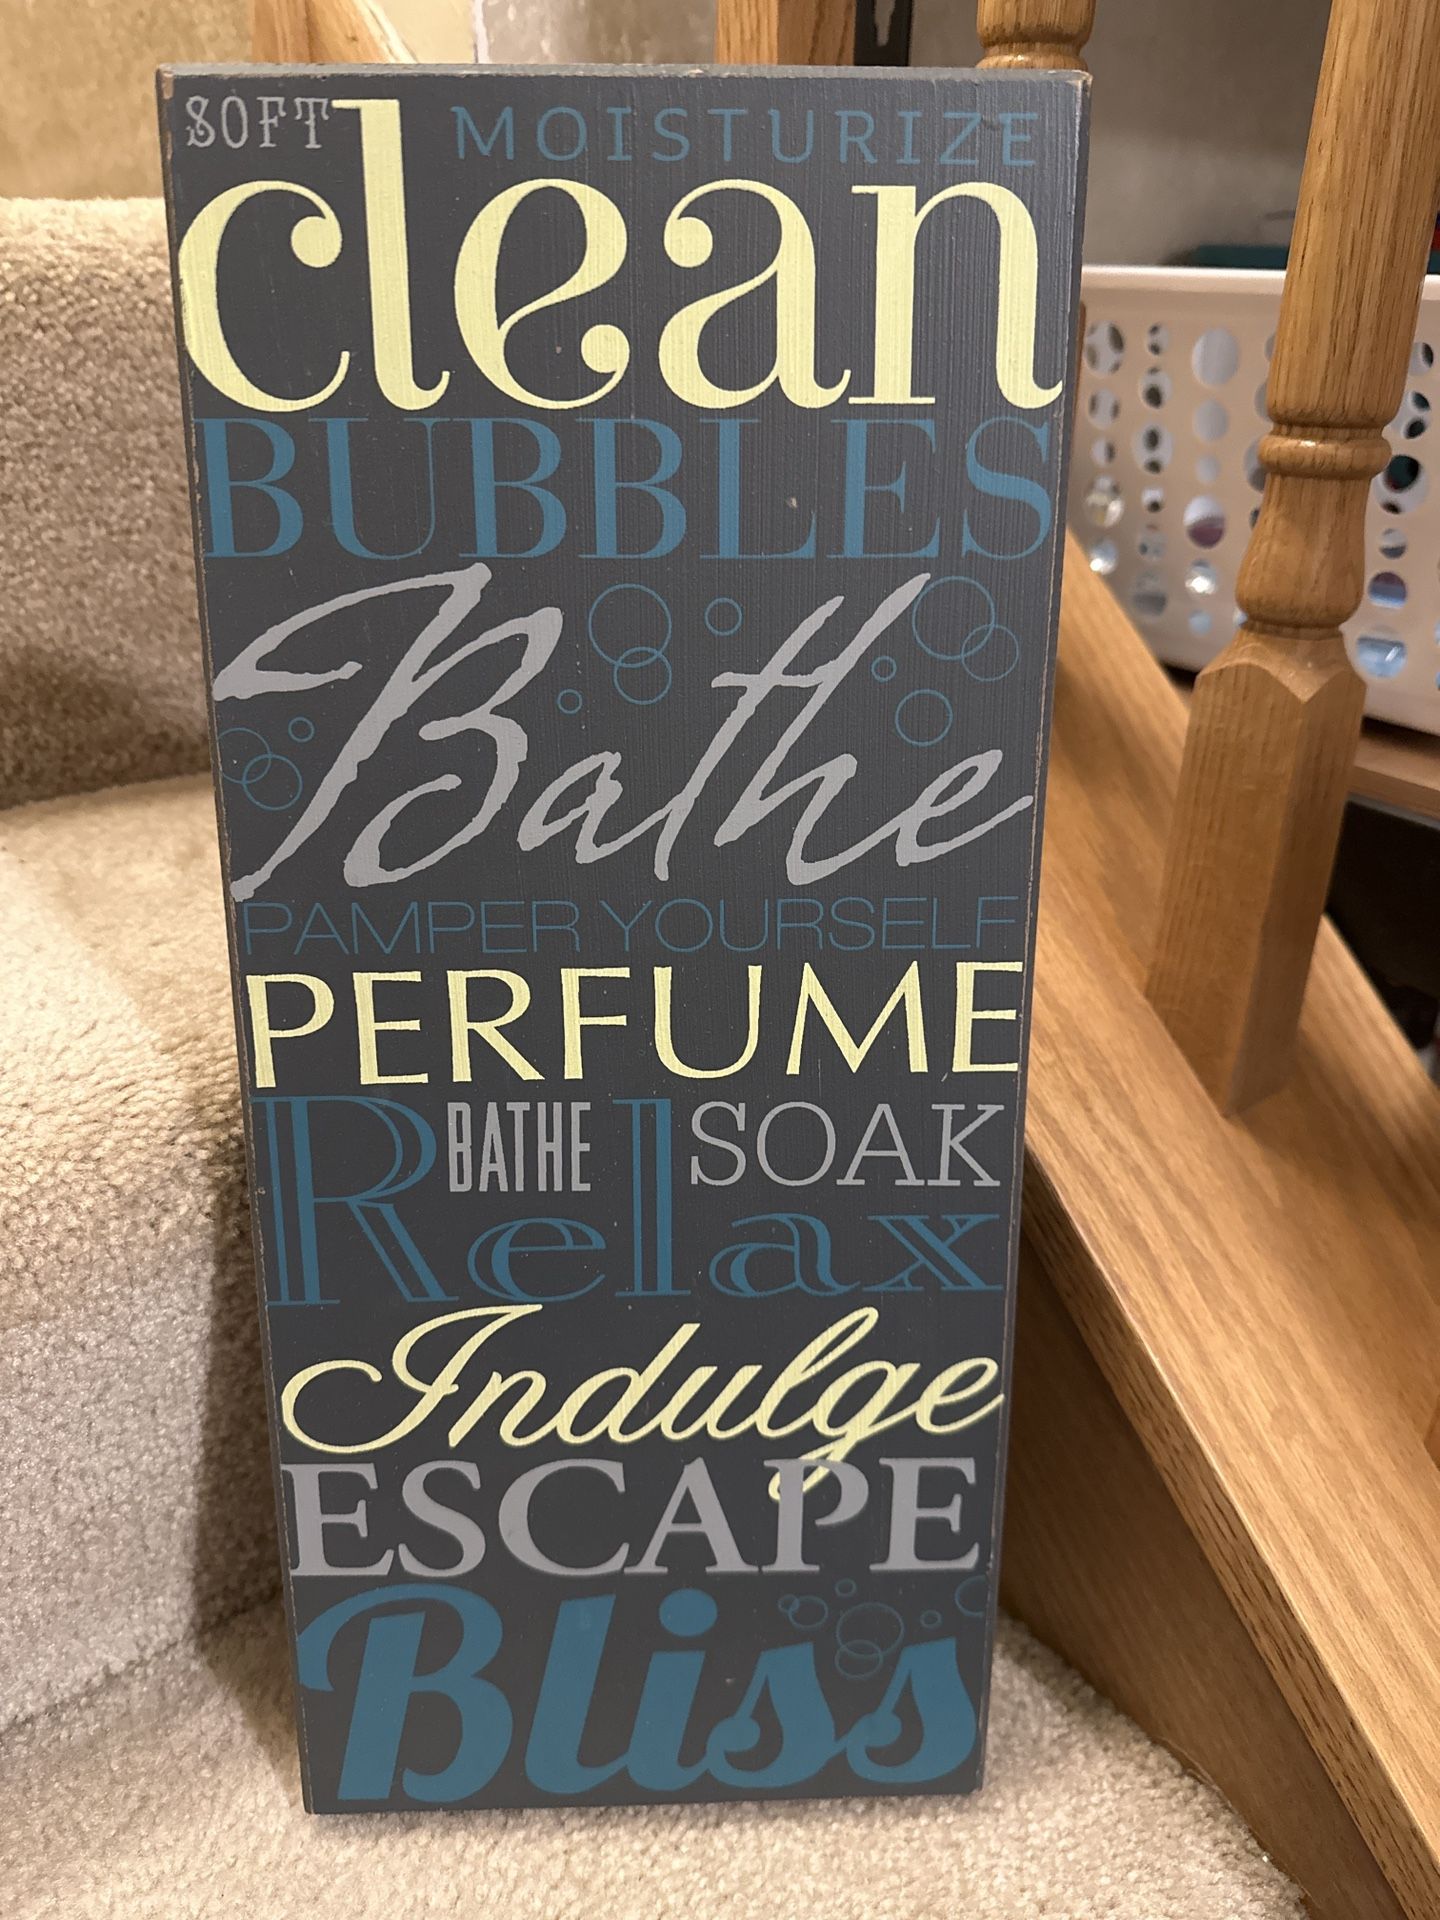 SOFT MOISTURIZE
clean
BUBBLES
Bathe
PAMPER YOURSELF
PERFUME
BATHE SOAK
Relax
Indulge
ESCAPE
Bliss